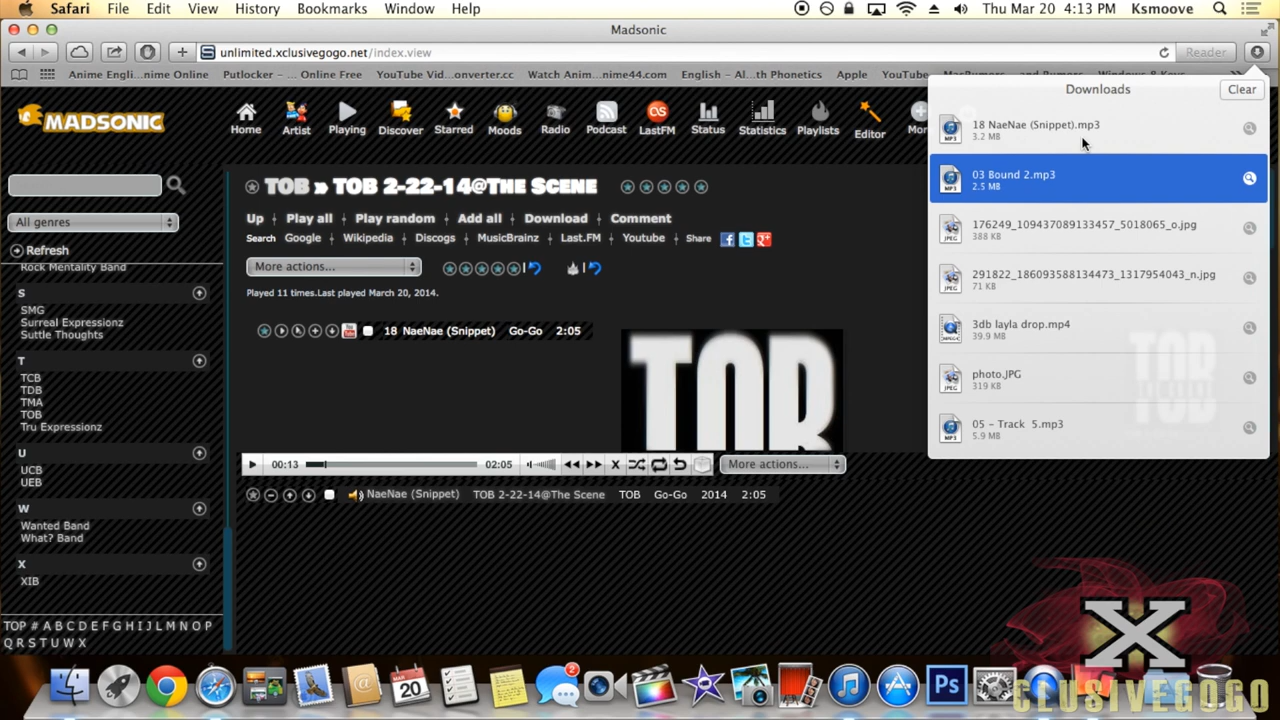 Safari File Edit View History Bookmarks Window Help Thu Mar 20 4:13 PM Ksmoove
Madsonic
unlimited.xclusivegogo.net/index.view Reader
Anime Engli...nime Online Putlocker – ... Online Free YouTube Vid...onverter.cc Watch Anim...nime44.com English – Al...th Phonetics Apple YouTube
Downloads Clear
MADSONIC
Home Artist Playing Discover Starred Moods Radio Podcast LastFM Status Statistics Playlists Editor Mor
18 NaeNae (Snippet).mp3
3.2 MB
03 Bound 2.mp3
2.5 MB
176249_109437089133457_5018065_o.jpg
388 KB
291822_186093588134473_1317954043_n.jpg
71 KB
3db layla drop.mp4
39.9 MB
photo.JPG
319 KB
05 – Track 5.mp3
5.9 MB
All genres
Refresh
Rock Mentality Band
S
SMG
Surreal Expressionz
Suttle Thoughts
T
TCB
TDB
TMA
TOB
Tru Expressionz
U
UCB
UEB
W
Wanted Band
What? Band
X
XIB
TOP # A B C D E F G H I J L M N O P
Q R S T U W X
TOB » TOB 2-22-14@The Scene
Up Play all Play random Add all Download Comment
Search Google Wikipedia Discogs MusicBrainz Last.FM Youtube Share
More actions...
Played 11 times.Last played March 20, 2014.
18 NaeNae (Snippet) Go-Go 2:05
TOB
00:13 02:05 More actions...
NaeNae (Snippet) TOB 2-22-14@The Scene TOB Go-Go 2014 2:05
X
CLUSIVEGOGO
MAR
20
2
Ps